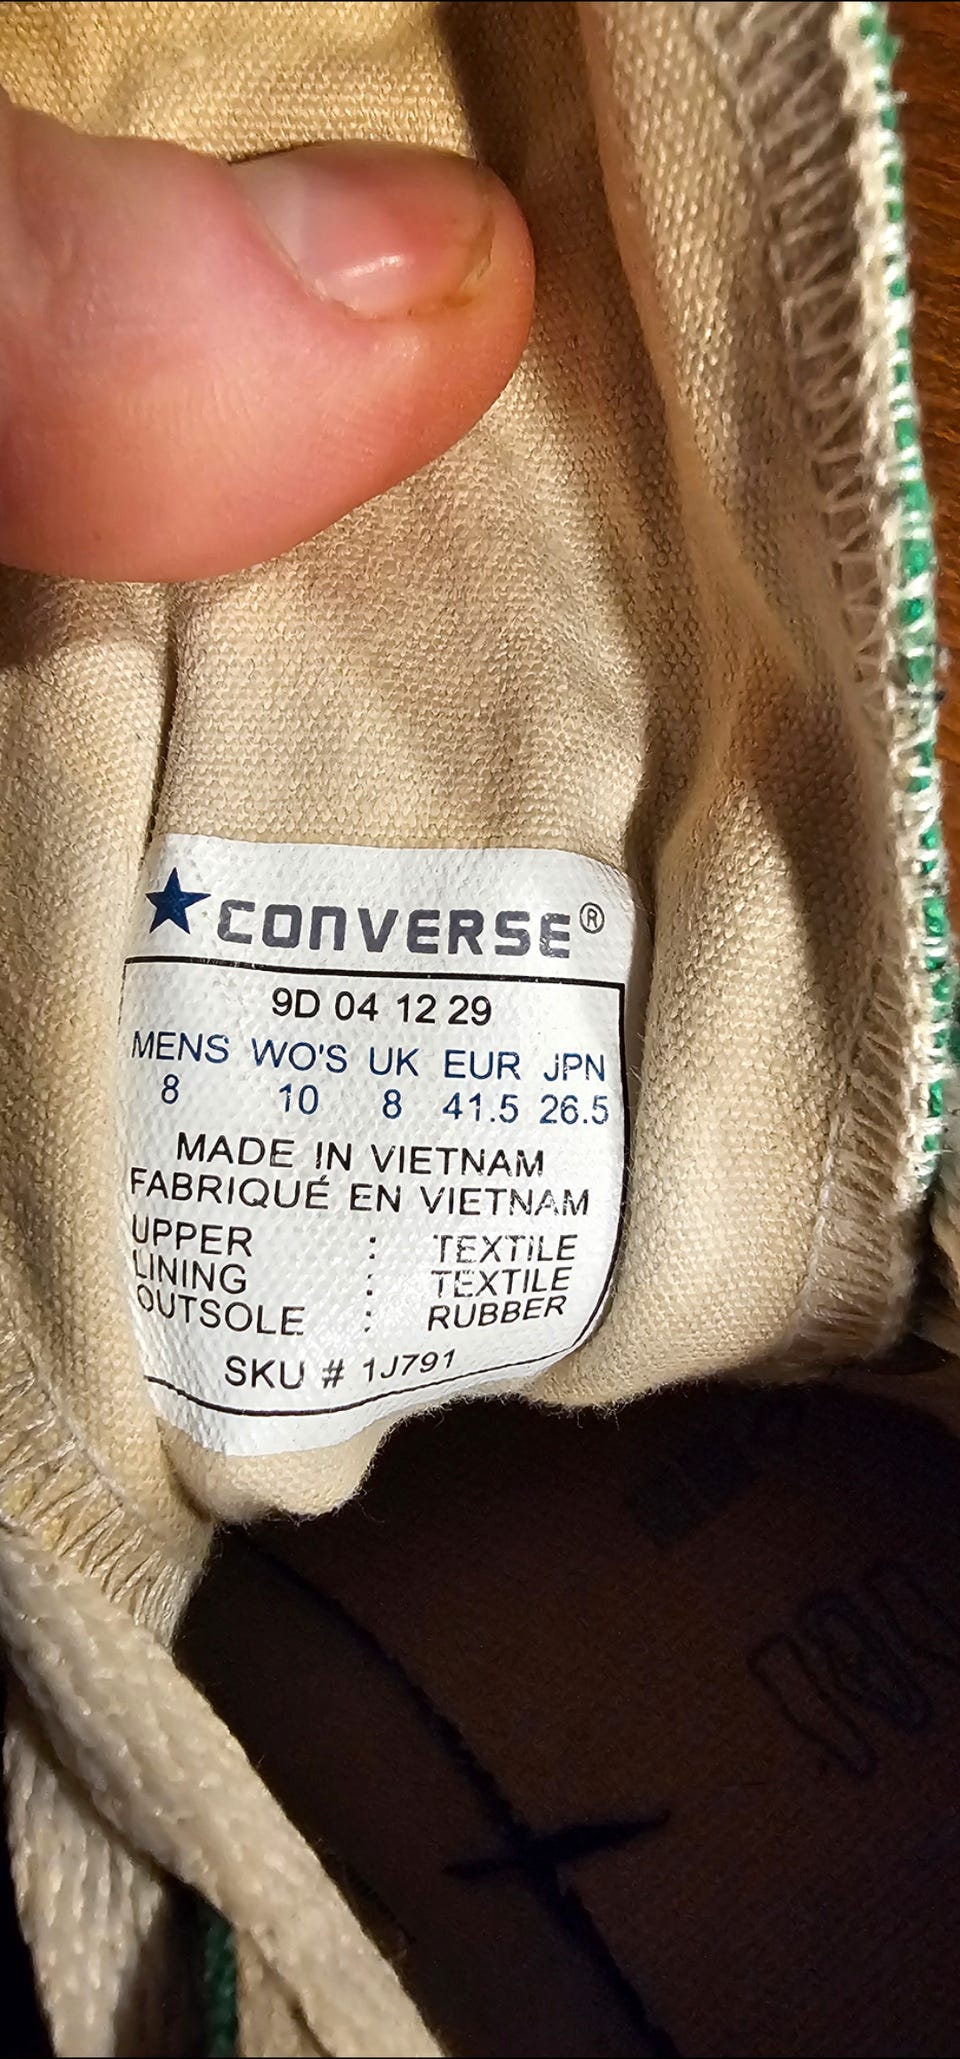 CONVERSE®
9D 04 12 29
MENS WO'S UK EUR JPN
8 10 8 41.5 26.5
MADE IN VIETNAM
FABRIQUÉ EN VIETNAM
UPPER : TEXTILE
LINING : TEXTILE
OUTSOLE : RUBBER
SKU # 1J791